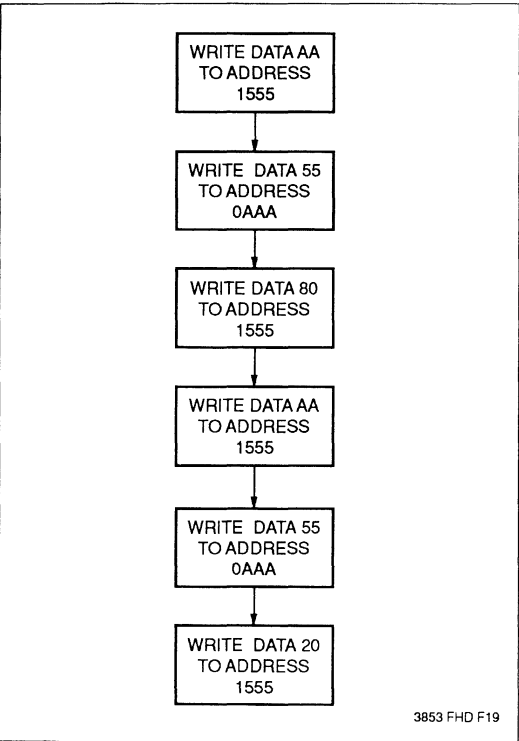 WRITE DATA AA
TO ADDRESS
1555
WRITE DATA 55
TO ADDRESS
0AAA
WRITE DATA 80
TO ADDRESS
1555
WRITE DATA AA
TO ADDRESS
1555
WRITE DATA 55
TO ADDRESS
0AAA
WRITE DATA 20
TO ADDRESS
1555
3853 FHD F19